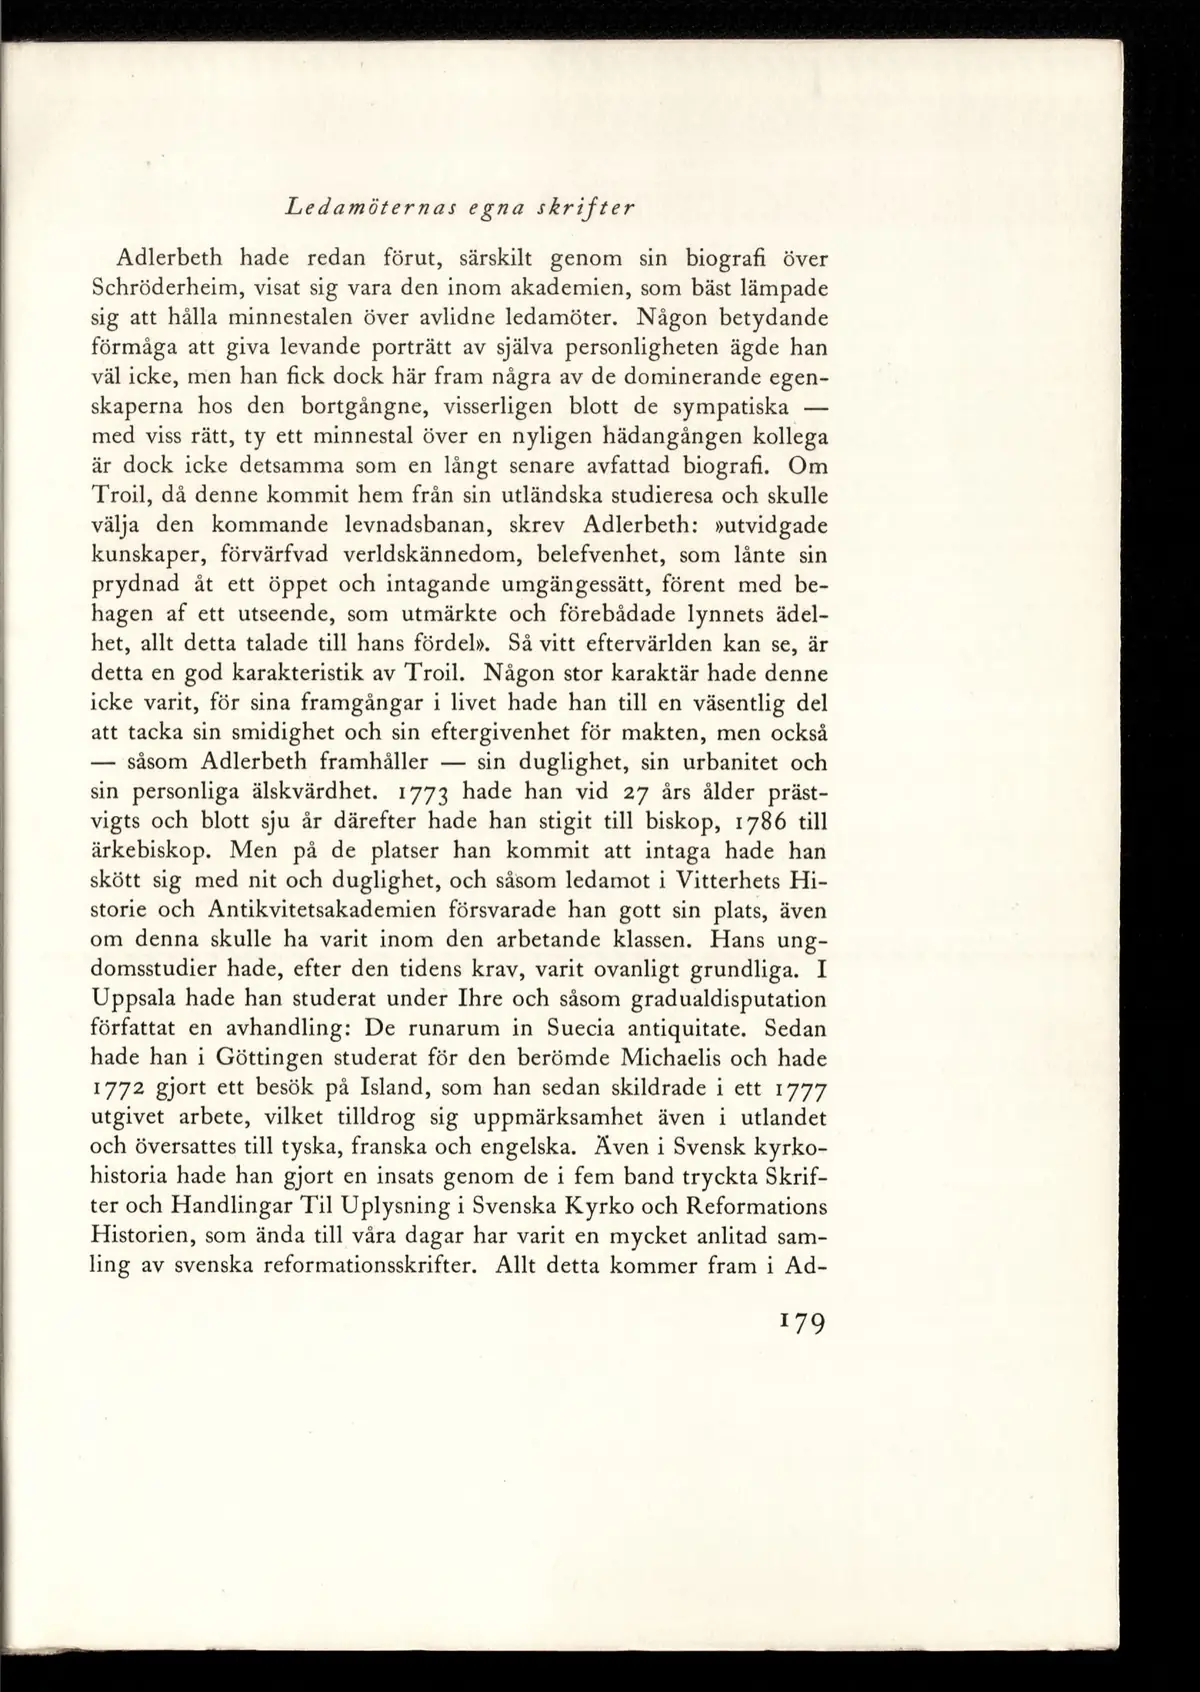 Ledamöternas egna skrifter
Adlerbeth hade redan förut, särskilt genom sin biografi över
Schröderheim, visat sig vara den inom akademien, som bäst lämpade
sig att hålla minnestalen över avlidne ledamöter. Någon betydande
förmåga att giva levande porträtt av själva personligheten ägde han
väl icke, men han fick dock här fram några av de dominerande egen-
skaperna hos den bortgångne, visserligen blott de sympatiska —
med viss rätt, ty ett minnestal över en nyligen hädangången kollega
är dock icke detsamma som en långt senare avfattad biografi. Om
Troil, då denne kommit hem från sin utländska studieresa och skulle
välja den kommande levnadsbanan, skrev Adlerbeth: »utvidgade
kunskaper, förvärfvad verldskännedom, belefvenhet, som lånte sin
prydnad åt ett öppet och intagande umgängessätt, förent med be-
hagen af ett utseende, som utmärkte och förebådade lynnets ädel-
het, allt detta talade till hans fördel». Så vitt eftervärlden kan se, är
detta en god karakteristik av Troil. Någon stor karaktär hade denne
icke varit, för sina framgångar i livet hade han till en väsentlig del
att tacka sin smidighet och sin eftergivenhet för makten, men också
— såsom Adlerbeth framhåller — sin duglighet, sin urbanitet och
sin personliga älskvärdhet. 1773 hade han vid 27 års ålder präst-
vigts och blott sju år därefter hade han stigit till biskop, 1786 till
ärkebiskop. Men på de platser han kommit att intaga hade han
skött sig med nit och duglighet, och såsom ledamot i Vitterhets Hi-
storie och Antikvitetsakademien försvarade han gott sin plats, även
om denna skulle ha varit inom den arbetande klassen. Hans ung-
domsstudier hade, efter den tidens krav, varit ovanligt grundliga. I
Uppsala hade han studerat under Ihre och såsom gradualdisputation
författat en avhandling: De runarum in Suecia antiquitate. Sedan
hade han i Göttingen studerat för den berömde Michaelis och hade
1772 gjort ett besök på Island, som han sedan skildrade i ett 1777
utgivet arbete, vilket tilldrog sig uppmärksamhet även i utlandet
och översattes till tyska, franska och engelska. Även i Svensk kyrko-
historia hade han gjort en insats genom de i fem band tryckta Skrif-
ter och Handlingar Til Uplysning i Svenska Kyrko och Reformations
Historien, som ända till våra dagar har varit en mycket anlitad sam-
ling av svenska reformationsskrifter. Allt detta kommer fram i Ad-
179